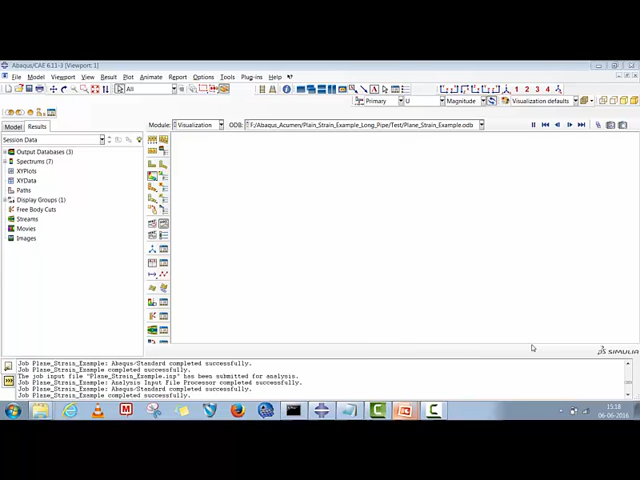 Abaqus/CAE 6.11-3 [Viewport: 1]
File Model Viewport View Result Plot Animate Report Options Tools Plug-ins Help
All
1 2 3 4
Primary U Magnitude Visualization defaults
Module: Visualization ODB: F:/Abaqus_Acumen/Plain_Strain_Example_Long_Pipe/Test/Plane_Strain_Example.odb
Model Results
Session Data
Output Databases (3)
Spectrums (7)
XYPlots
XYData
Paths
Display Groups (1)
Free Body Cuts
Streams
Movies
Images
SIMULIA
Job Plane_Strain_Example: Abaqus/Standard completed successfully.
Job Plane_Strain_Example completed successfully.
The job input file "Plane_Strain_Example.inp" has been submitted for analysis.
Job Plane_Strain_Example: Analysis Input File Processor completed successfully.
Job Plane_Strain_Example: Abaqus/Standard completed successfully.
Job Plane_Strain_Example completed successfully.
15:18
06-06-2016